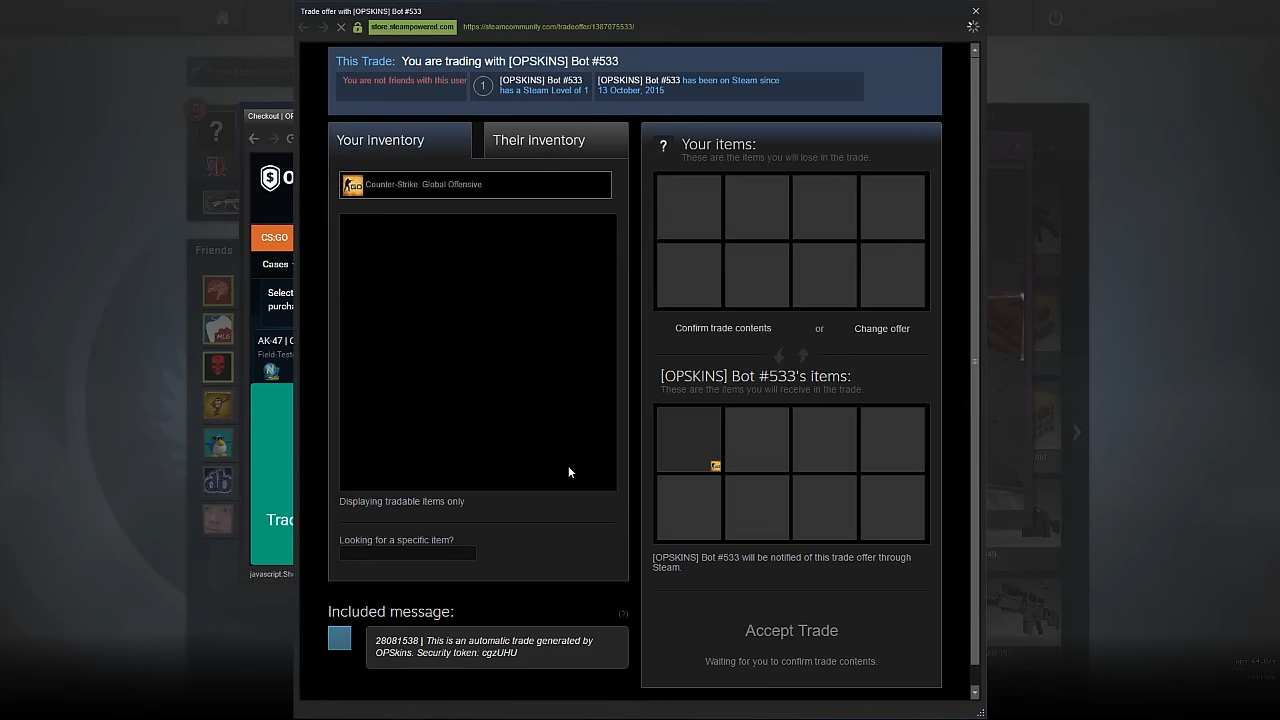 Trade offer with [OPSKINS] Bot #533
store.steampowered.com https://steamcommunity.com/tradeoffer/1387075533/
This Trade: You are trading with [OPSKINS] Bot #533
You are not friends with this user
1
[OPSKINS] Bot #533
has a Steam Level of 1
[OPSKINS] Bot #533 has been on Steam since
13 October, 2015
Your Inventory
Their Inventory
Counter-Strike: Global Offensive
Displaying tradable items only
Looking for a specific item?
Included message:
(?)
28081538 | This is an automatic trade generated by
OPSkins. Security token: cgzUHU
?
Your items:
These are the items you will lose in the trade.
Confirm trade contents or Change offer
[OPSKINS] Bot #533's items:
These are the items you will receive in the trade.
[OPSKINS] Bot #533 will be notified of this trade offer through
Steam.
Accept Trade
Waiting for you to confirm trade contents.
?
Friends
Checkout | OP
CS:GO
Cases
Select
purcha
AK-47 | C
Field-Teste
Trad
javascript:She